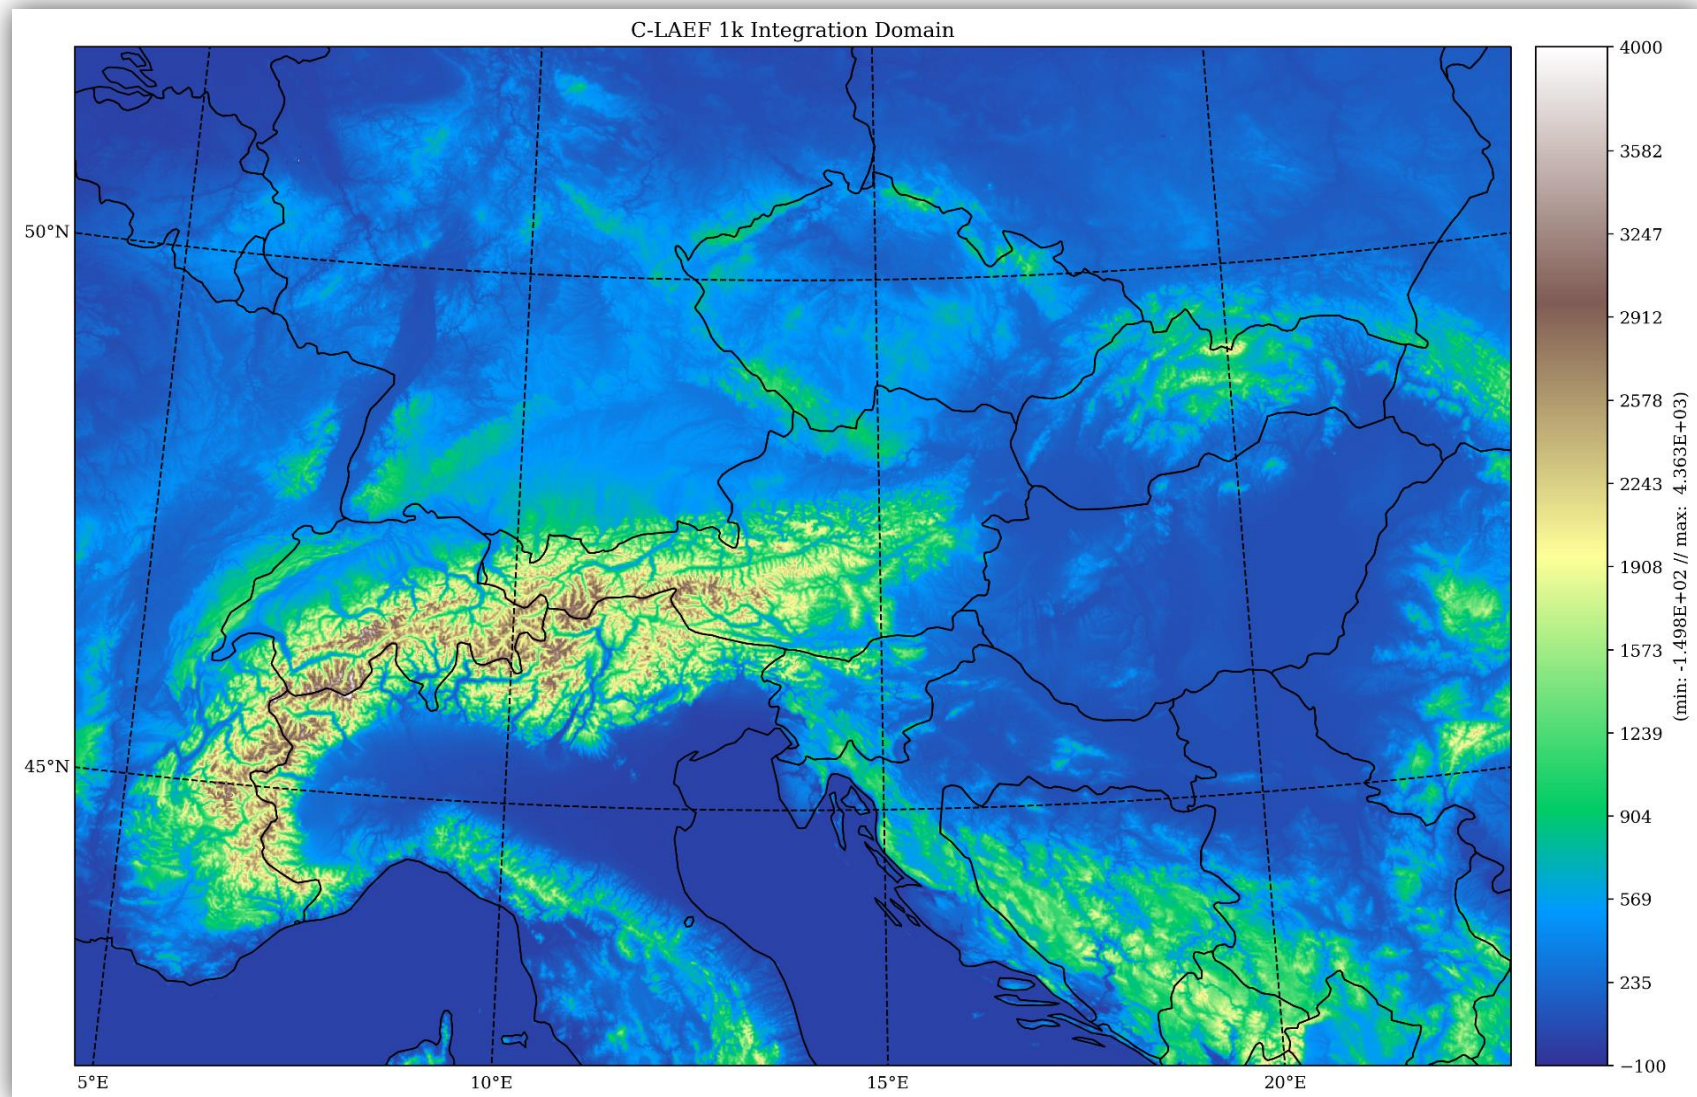 C-LAEF 1k Integration Domain
50°N
45°N
5°E
10°E
15°E
20°E
4000
3582
3247
2912
2578
2243
1908
1573
1239
904
569
235
−100
(min: -1.498E+02 // max:  4.363E+03)